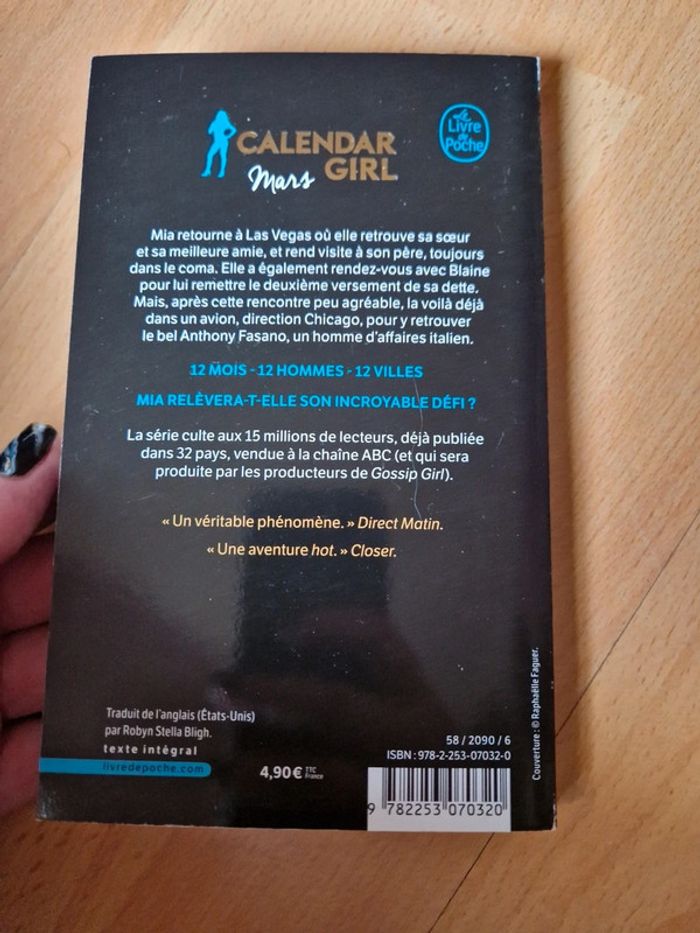 CALENDAR
Mars GIRL
Le
Livre
de
Poche
Mia retourne à Las Vegas où elle retrouve sa sœur
et sa meilleure amie, et rend visite à son père, toujours
dans le coma. Elle a également rendez-vous avec Blaine
pour lui remettre le deuxième versement de sa dette.
Mais, après cette rencontre peu agréable, la voilà déjà
dans un avion, direction Chicago, pour y retrouver
le bel Anthony Fasano, un homme d'affaires italien.
12 MOIS - 12 HOMMES - 12 VILLES
MIA RELÈVERA-T-ELLE SON INCROYABLE DÉFI ?
La série culte aux 15 millions de lecteurs, déjà publiée
dans 32 pays, vendue à la chaîne ABC (et qui sera
produite par les producteurs de Gossip Girl).
« Un véritable phénomène. » Direct Matin.
« Une aventure hot. » Closer.
Traduit de l'anglais (États-Unis)
par Robyn Stella Bligh.
texte intégral
livredepoche.com
4,90 € TTC
France
58 / 2090 / 6
ISBN : 978-2-253-07032-0
9 782253 070320
Couverture : © Raphaëlle Faguer.